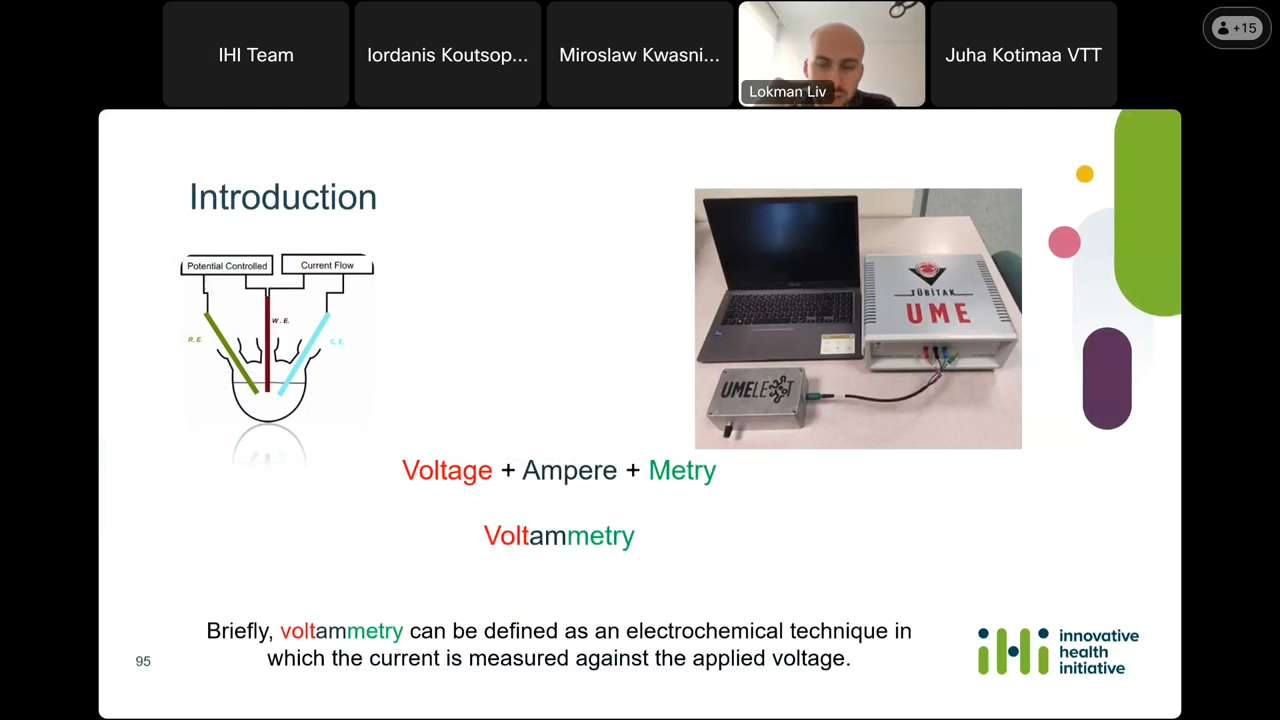 IHI Team
Iordanis Koutsop...
Miroslaw Kwasni...
Lokman Liv
Juha Kotimaa VTT
+15
Introduction
Potential Controlled
Current Flow
W. E.
R. E.
C. E.
TÜBİTAK
UME
Voltage + Ampere + Metry
Voltammetry
Briefly, voltammetry can be defined as an electrochemical technique in
which the current is measured against the applied voltage.
95
innovative
health
initiative